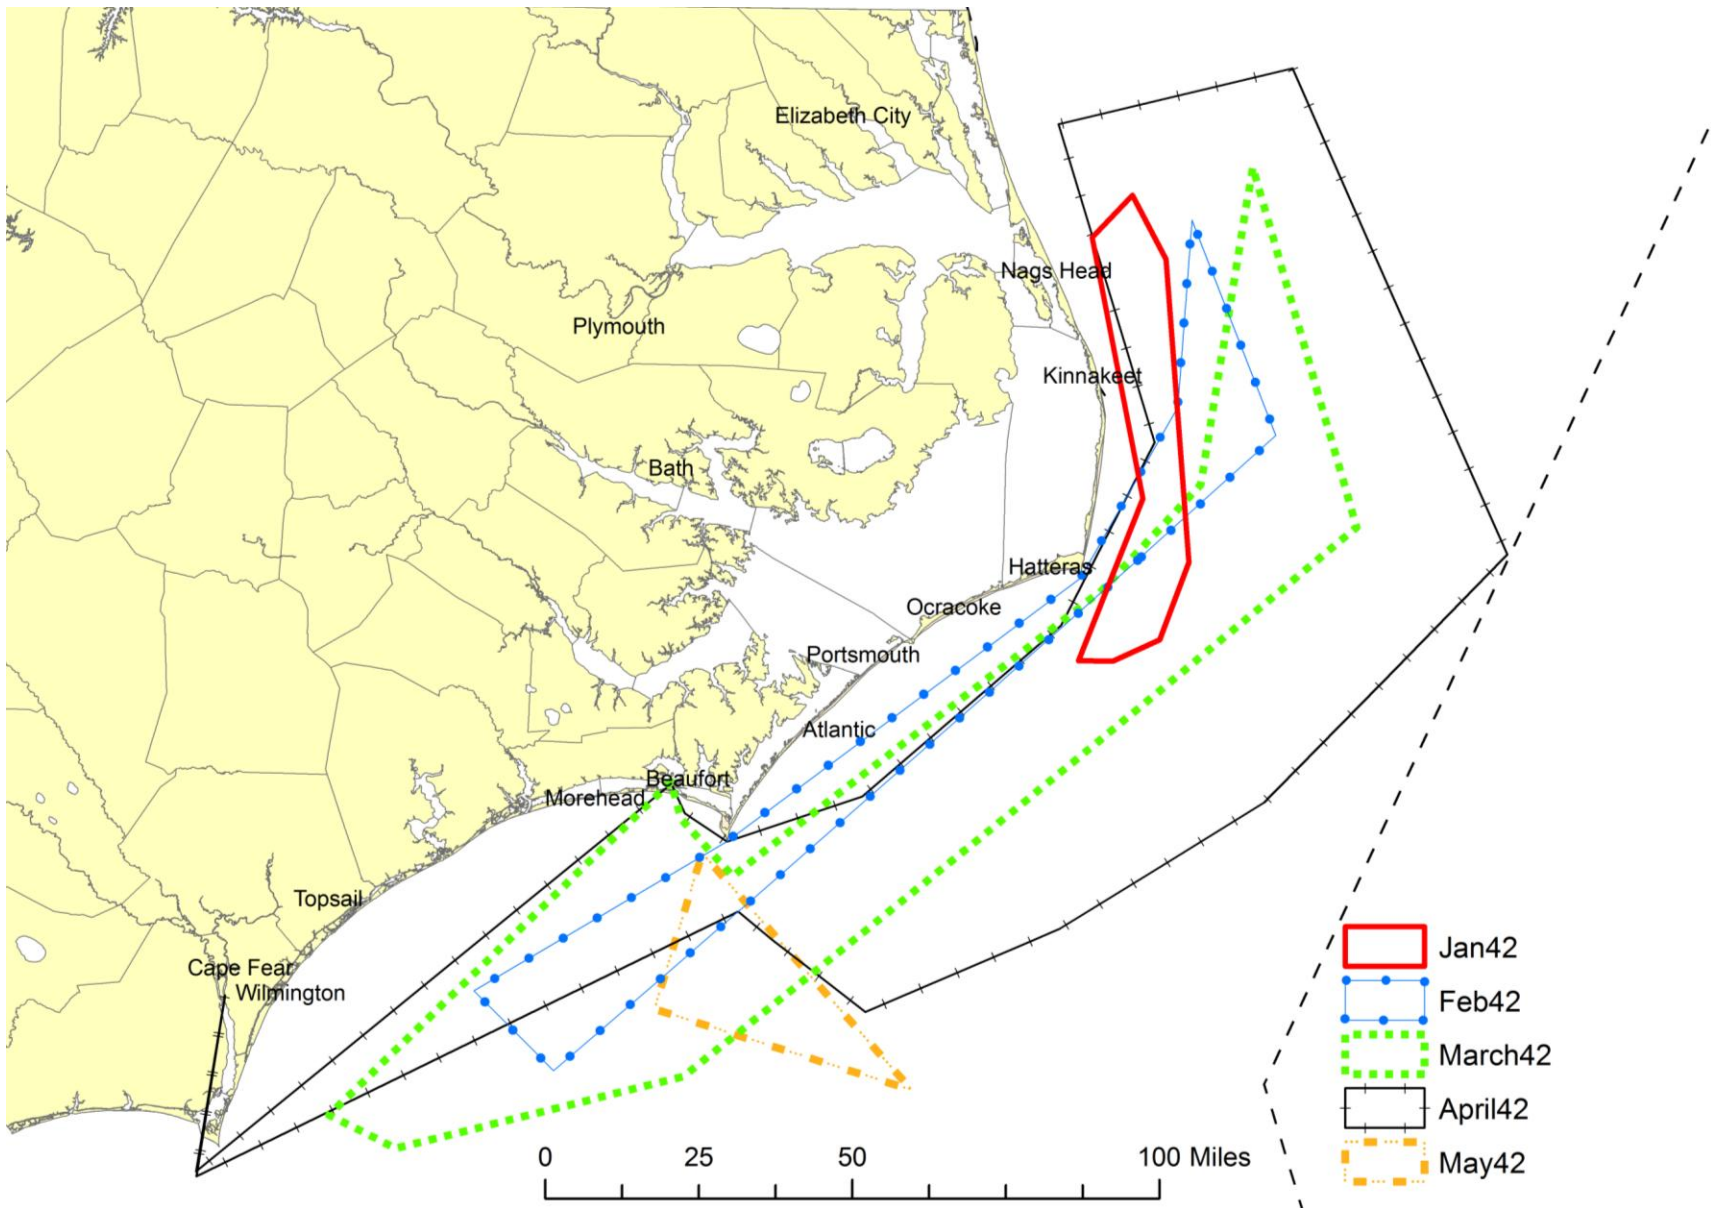 Elizabeth City
Nags Head
Plymouth
Kinnakeet
Bath
Hatteras
Ocracoke
Portsmouth
Atlantic
Beaufort
Morehead
Topsail
Cape Fear
Wilmington
Jan42
Feb42
March42
April42
May42
0 25 50 100 Miles